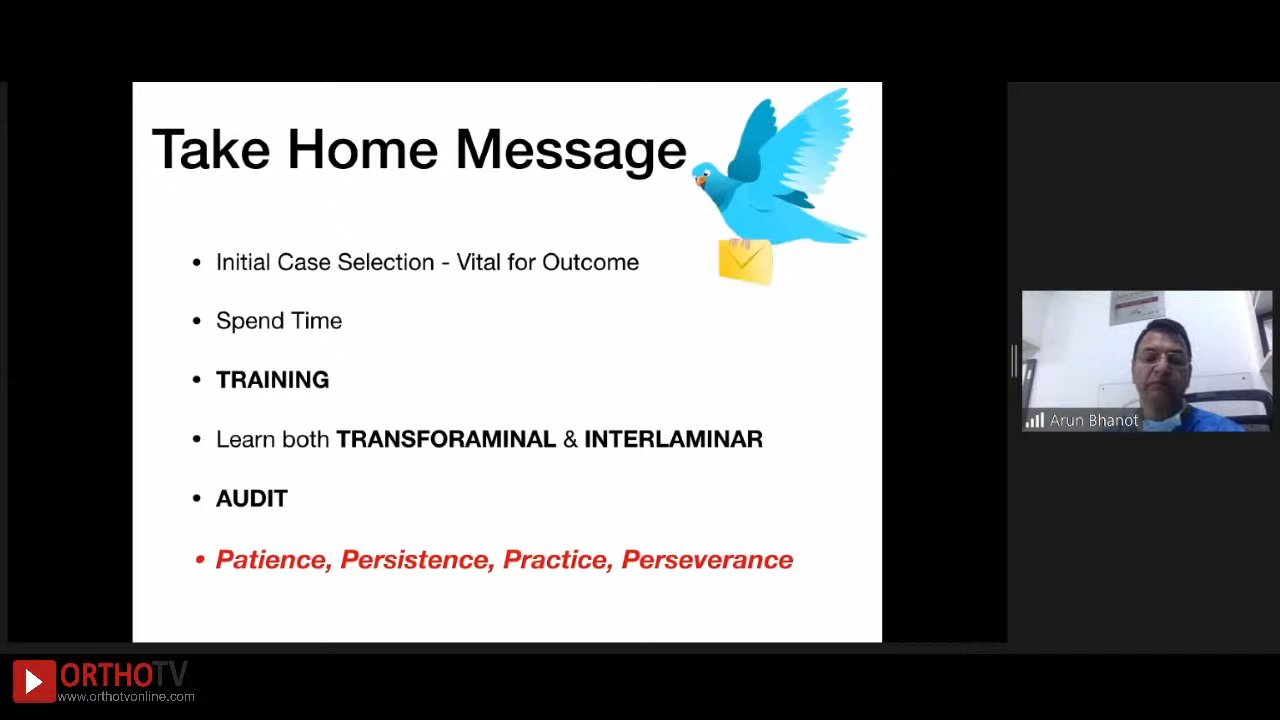 Take Home Message
• Initial Case Selection - Vital for Outcome
• Spend Time
• TRAINING
• Learn both TRANSFORAMINAL & INTERLAMINAR
• AUDIT
• Patience, Persistence, Practice, Perseverance
Arun Bhanot
ORTHOTV
www.orthotvonline.com